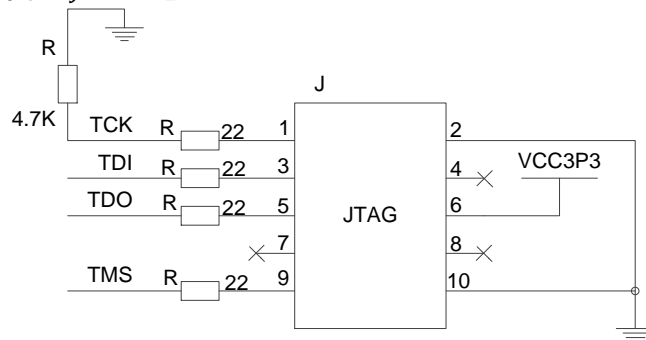 R
4.7K
J
TCK R 22 1 2
TDI R 22 3 4 VCC3P3
TDO R 22 5 JTAG 6
7 8
TMS R 22 9 10